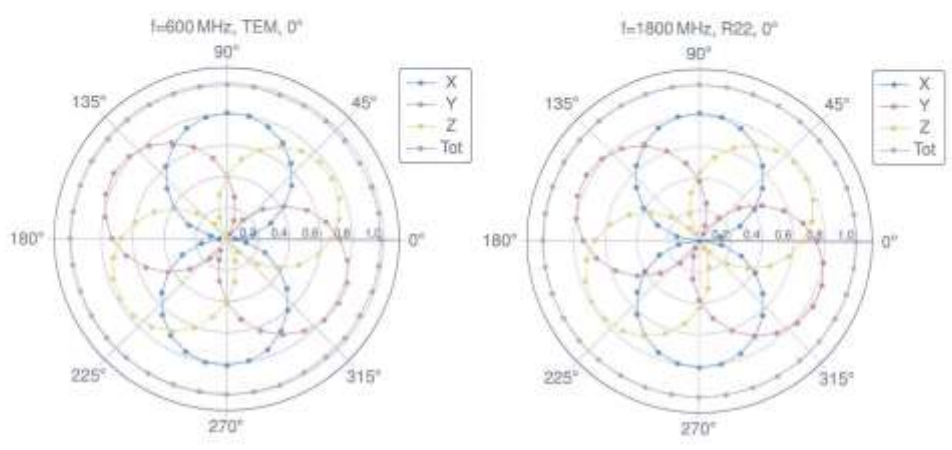 f=600 MHz, TEM, 0°
90°
135°
45°
X
Y
Z
Tot
180°
0.2 0.4 0.6 0.8 1.0
0°
225°
315°
270°
f=1800 MHz, R22, 0°
90°
135°
45°
X
Y
Z
Tot
180°
0.2 0.4 0.6 0.8 1.0
0°
225°
315°
270°